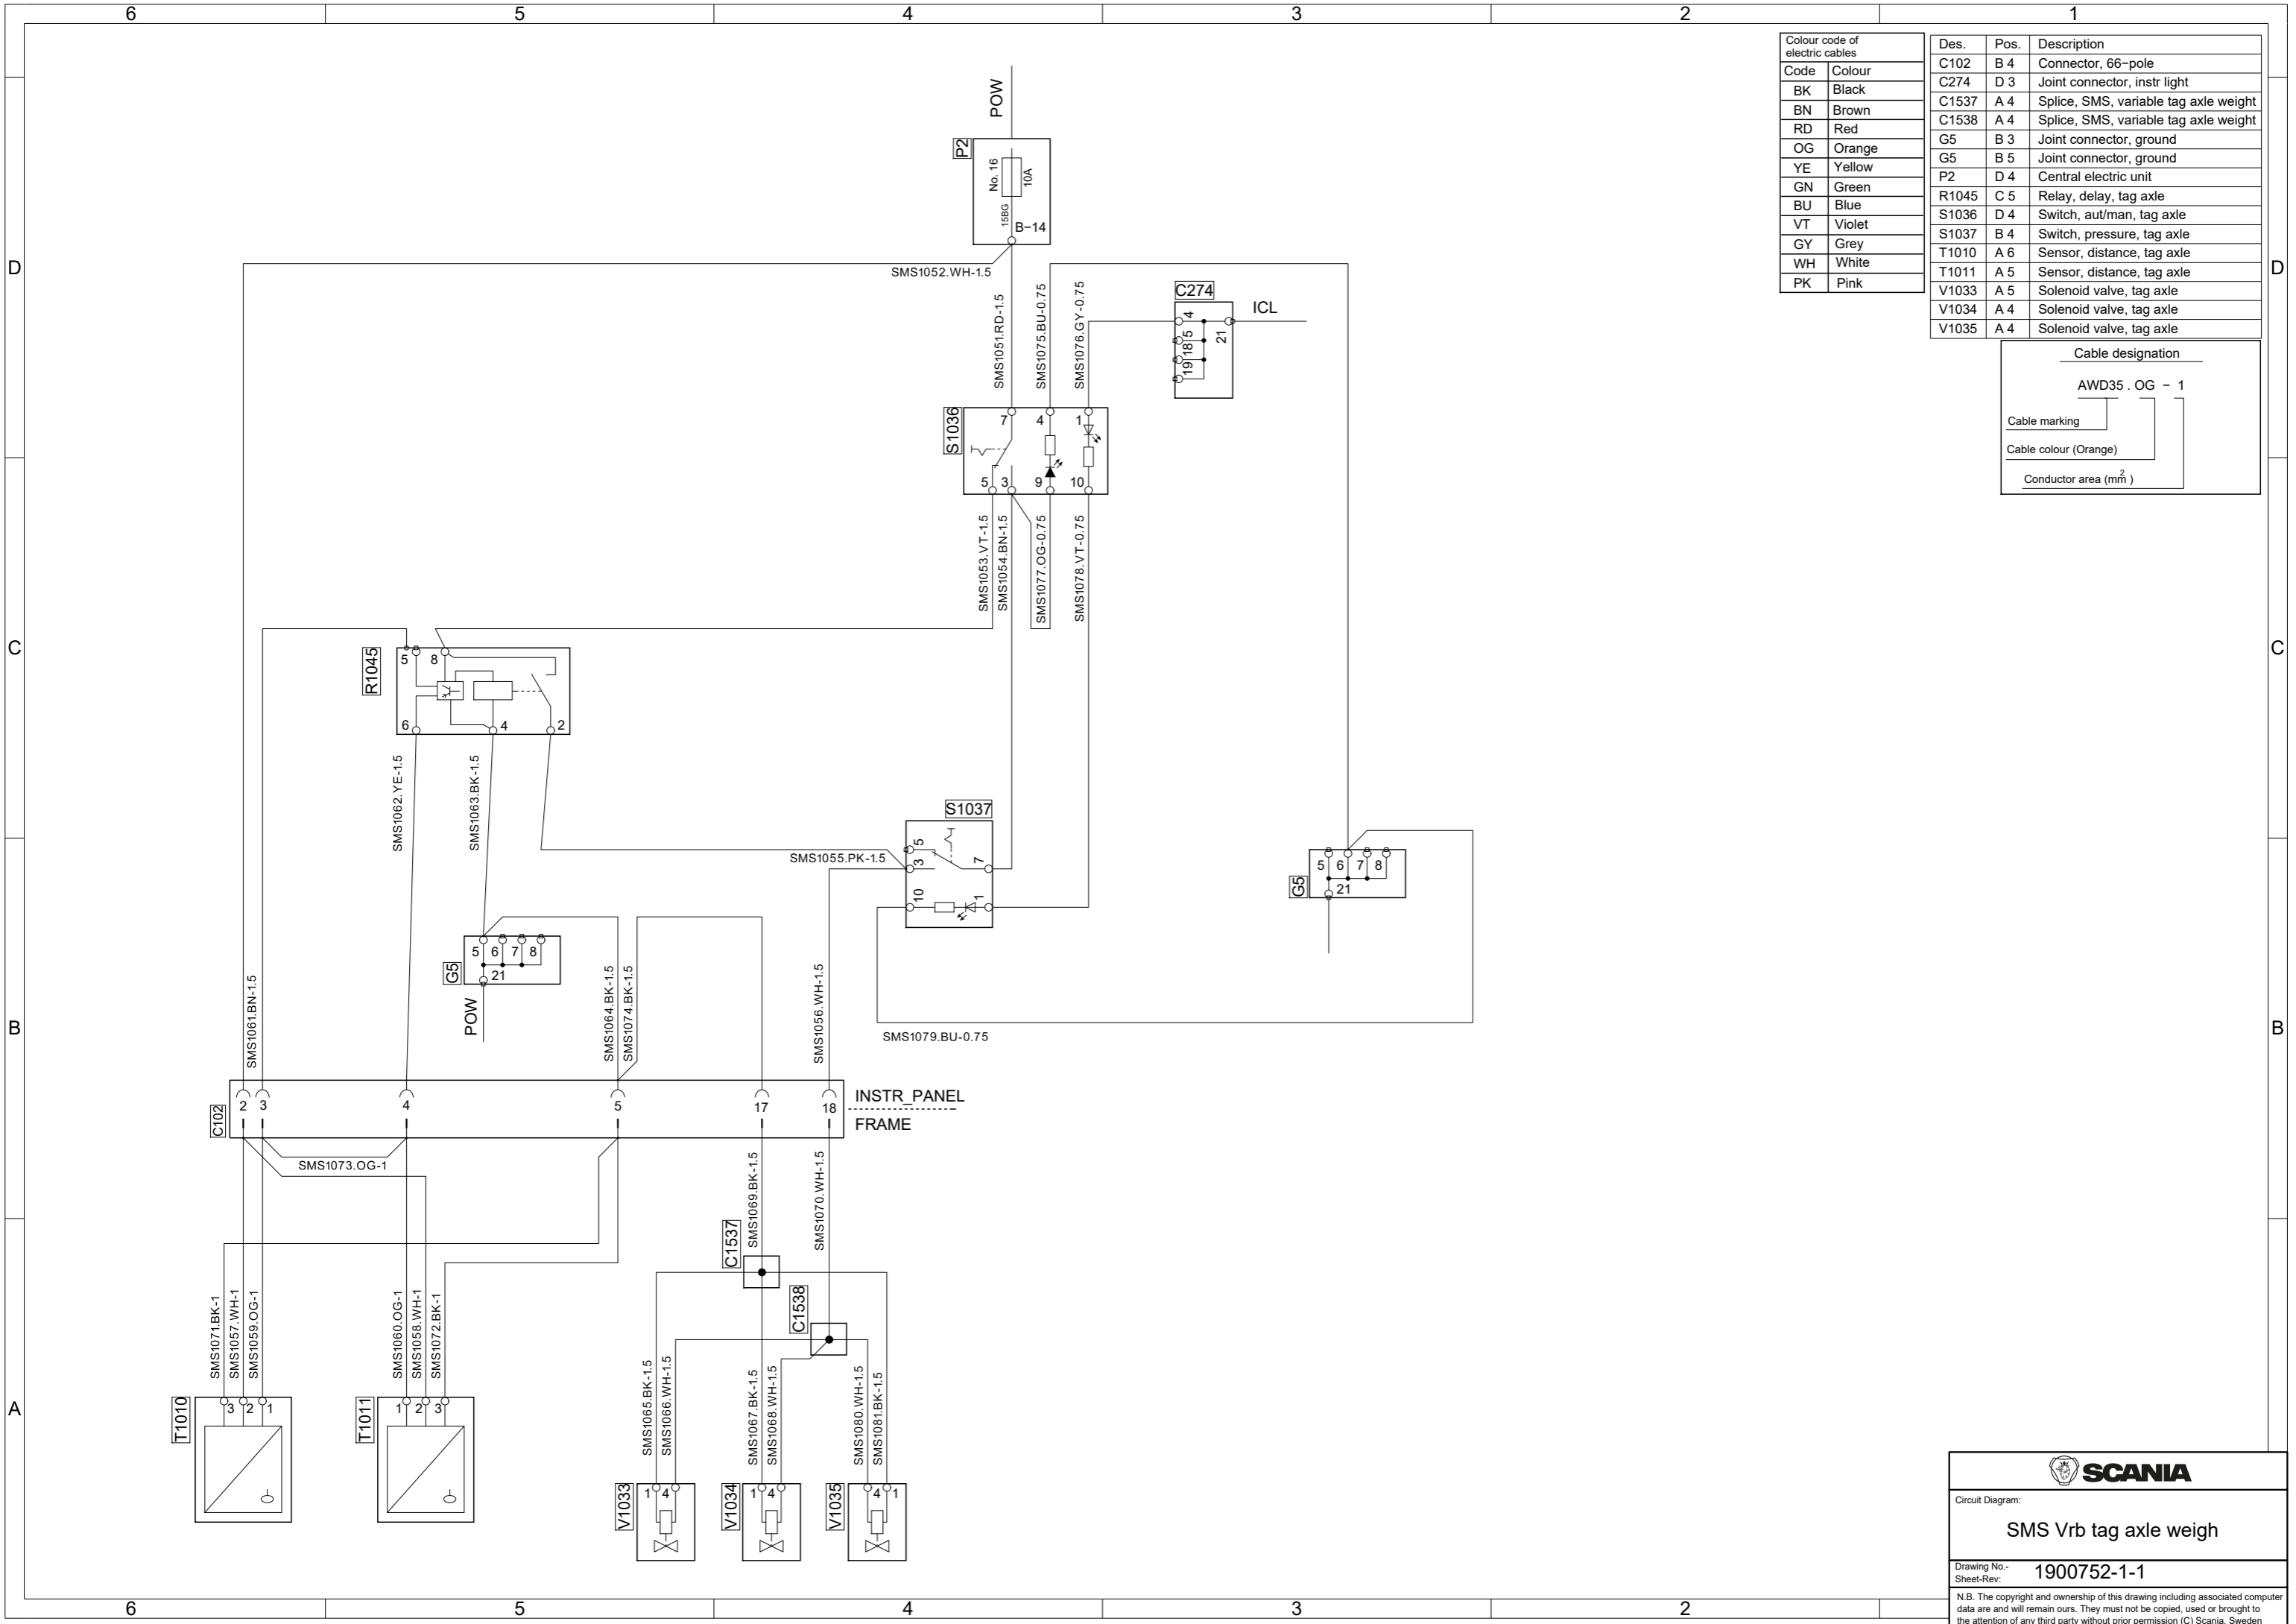 6 5 4 3 2 1
Colour code of
electric cables
Code Colour
BK Black
BN Brown
RD Red
OG Orange
YE Yellow
GN Green
BU Blue
VT Violet
GY Grey
WH White
PK Pink
Des. Pos. Description
C102 B 4 Connector, 66−pole
C274 D 3 Joint connector, instr light
C1537 A 4 Splice, SMS, variable tag axle weight
C1538 A 4 Splice, SMS, variable tag axle weight
G5 B 3 Joint connector, ground
G5 B 5 Joint connector, ground
P2 D 4 Central electric unit
R1045 C 5 Relay, delay, tag axle
S1036 D 4 Switch, aut/man, tag axle
S1037 B 4 Switch, pressure, tag axle
T1010 A 6 Sensor, distance, tag axle
T1011 A 5 Sensor, distance, tag axle
V1033 A 5 Solenoid valve, tag axle
V1034 A 4 Solenoid valve, tag axle
V1035 A 4 Solenoid valve, tag axle
Cable designation
AWD35 . OG − 1
Cable marking
Cable colour (Orange)
Conductor area (mm2)
POW
P2
No. 16
10A
15BG
B−14
D D
SMS1052.WH-1.5
SMS1051.RD-1.5
SMS1075.BU-0.75
SMS1076.GY-0.75
C274
4 5 18 19 21
ICL
S1036
7 4 1
5 3 9 10
SMS1053.VT-1.5
SMS1054.BN-1.5
SMS1077.OG-0.75
SMS1078.VT-0.75
C C
R1045
5 8
6 4 2
SMS1062.YE-1.5
SMS1063.BK-1.5
S1037
SMS1055.PK-1.5
5 3 7
10 1
G5
5 6 7 8
21
G5
5 6 7 8
21
POW
SMS1061.BN-1.5
SMS1064.BK-1.5
SMS1074.BK-1.5
SMS1056.WH-1.5
SMS1079.BU-0.75
B B
C102
2 3 4 5 17 18
INSTR_PANEL
FRAME
SMS1073.OG-1
SMS1069.BK-1.5
SMS1070.WH-1.5
C1537
C1538
SMS1071.BK-1
SMS1057.WH-1
SMS1059.OG-1
SMS1060.OG-1
SMS1058.WH-1
SMS1072.BK-1
SMS1065.BK-1.5
SMS1066.WH-1.5
SMS1067.BK-1.5
SMS1068.WH-1.5
SMS1080.WH-1.5
SMS1081.BK-1.5
A A
T1010
3 2 1
T1011
1 2 3
V1033
1 4
V1034
1 4
V1035
4 1
SCANIA
Circuit Diagram:
SMS Vrb tag axle weigh
Drawing No.-
Sheet-Rev:
1900752-1-1
N.B. The copyright and ownership of this drawing including associated computer
data are and will remain ours. They must not be copied, used or brought to
the attention of any third party without prior permission (C) Scania, Sweden
6 5 4 3 2